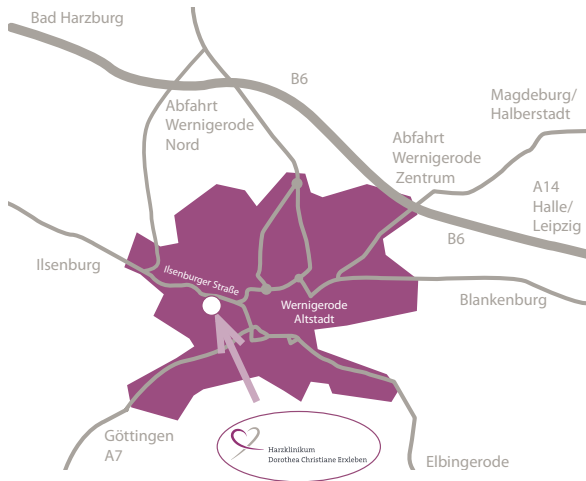 Bad Harzburg
B6
Abfahrt
Wernigerode
Nord
Magdeburg/
Halberstadt
Abfahrt
Wernigerode
Zentrum
A14
Halle/
Leipzig
B6
Ilsenburg
Ilsenburger Straße
Wernigerode
Altstadt
Blankenburg
Göttingen
A7
Harzklinikum
Dorothea Christiane Erxleben
Elbingerode